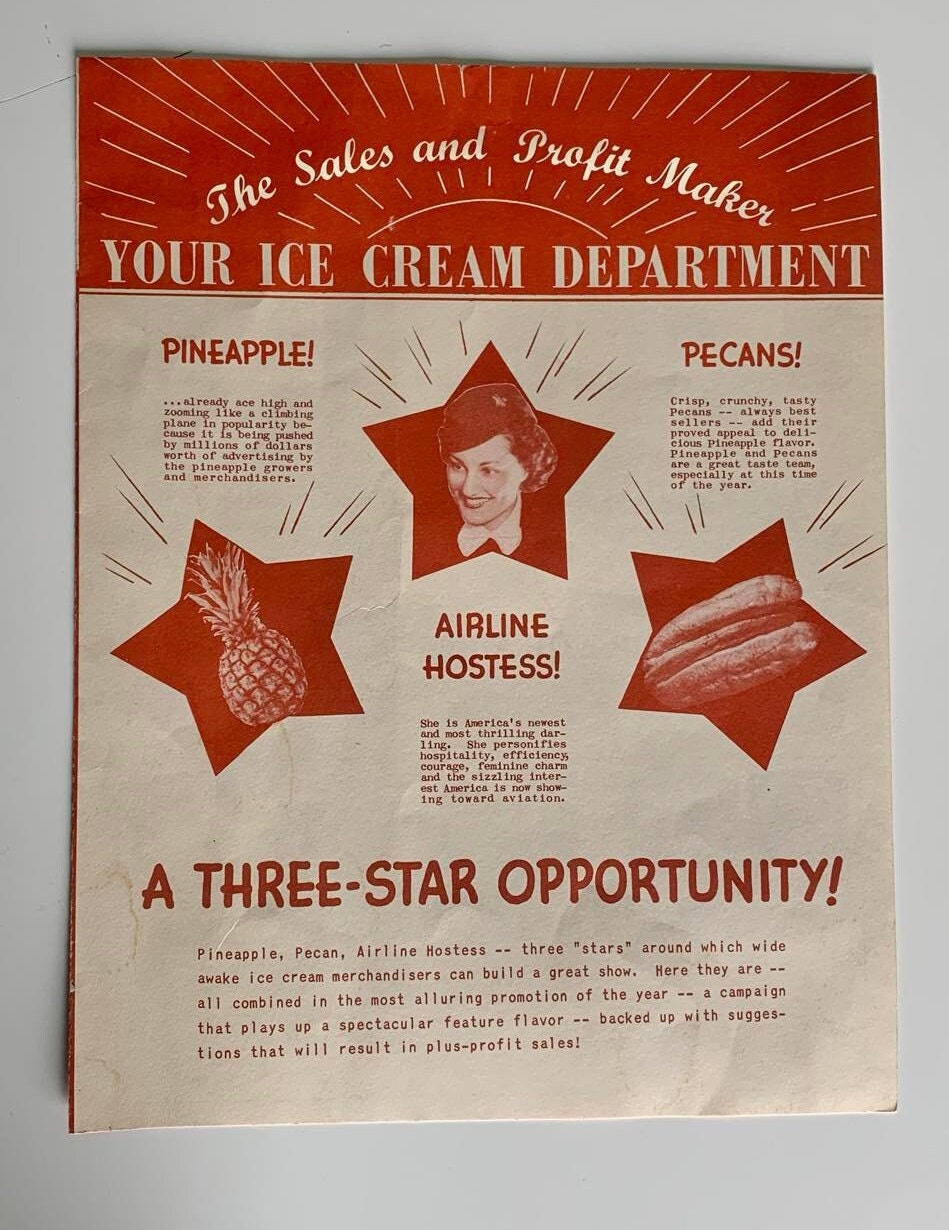 The Sales and Profit Maker
YOUR ICE CREAM DEPARTMENT
PINEAPPLE!
...already ace high and
zooming like a climbing
plane in popularity be-
cause it is being pushed
by millions of dollars
worth of advertising by
the pineapple growers
and merchandisers.
PECANS!
Crisp, crunchy, tasty
Pecans -- always best
sellers -- add their
proved appeal to deli-
cious Pineapple flavor.
Pineapple and Pecans
are a great taste team,
especially at this time
of the year.
AIRLINE
HOSTESS!
She is America's newest
and most thrilling dar-
ling. She personifies
hospitality, efficiency,
courage, feminine charm
and the sizzling inter-
est America is now show-
ing toward aviation.
A THREE-STAR OPPORTUNITY!
Pineapple, Pecan, Airline Hostess -- three "stars" around which wide
awake ice cream merchandisers can build a great show. Here they are --
all combined in the most alluring promotion of the year -- a campaign
that plays up a spectacular feature flavor -- backed up with sugges-
tions that will result in plus-profit sales!